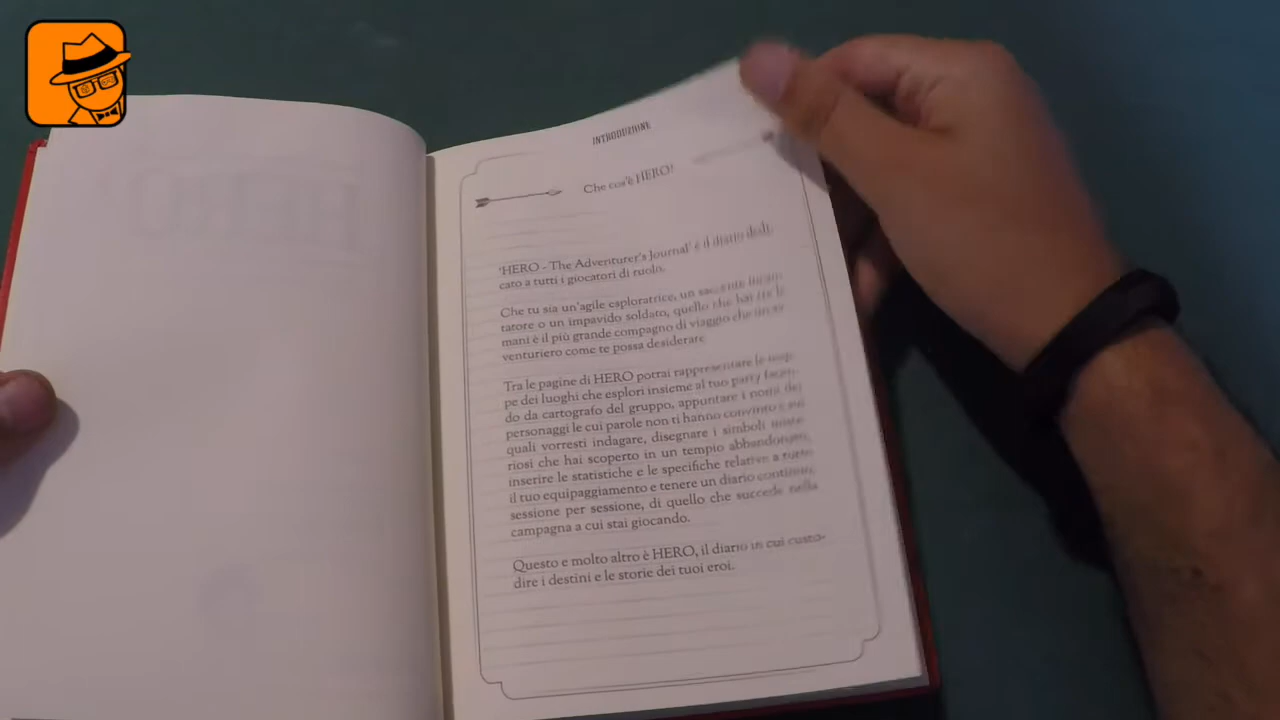 INTRODUZIONE
Che cos'è HERO?
'HERO - The Adventurer's Journal' è il diario dedi-
cato a tutti i giocatori di ruolo.
Che tu sia un'agile esploratrice, un saccente incan-
tatore o un impavido soldato, quello che hai tra le
mani è il più grande compagno di viaggio che un av-
venturiero come te possa desiderare
Tra le pagine di HERO potrai rappresentare le map-
pe dei luoghi che esplori insieme al tuo party facen-
do da cartografo del gruppo, appuntare i nomi dei
personaggi le cui parole non ti hanno convinto e sui
quali vorresti indagare, disegnare i simboli miste-
riosi che hai scoperto in un tempio abbandonato,
inserire le statistiche e le specifiche relative a tutto
il tuo equipaggiamento e tenere un diario continuo,
sessione per sessione, di quello che succede nella
campagna a cui stai giocando.
Questo e molto altro è HERO, il diario in cui custo-
dire i destini e le storie dei tuoi eroi.